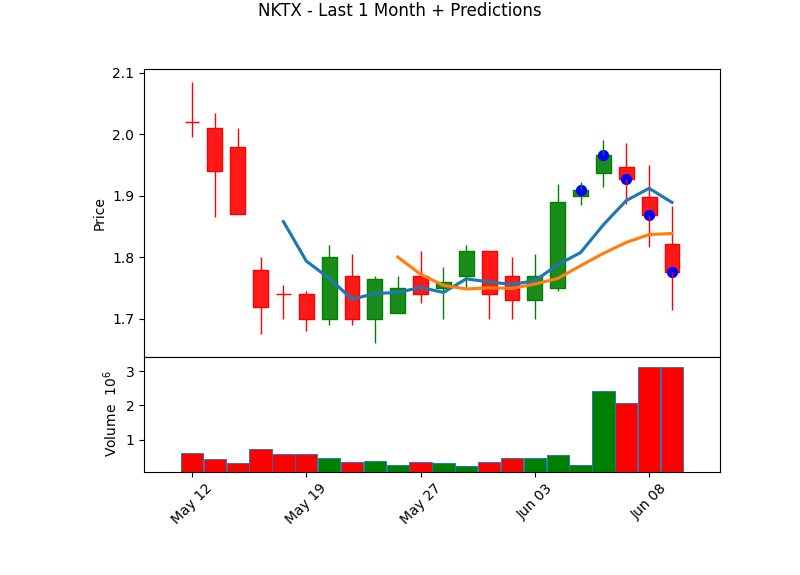 NKTX - Last 1 Month + Predictions
2.1
2.0
1.9
1.8
1.7
Price
3
2
1
Volume 10^6
May 12
May 19
May 27
Jun 03
Jun 08